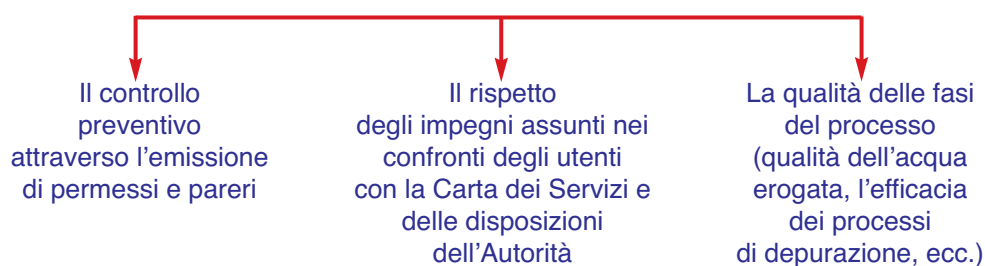 Il controllo
preventivo
attraverso l'emissione
di permessi e pareri
Il rispetto
degli impegni assunti nei
confronti degli utenti
con la Carta dei Servizi e
delle disposizioni
dell'Autorità
La qualità delle fasi
del processo
(qualità dell'acqua
erogata, l'efficacia
dei processi
di depurazione, ecc.)